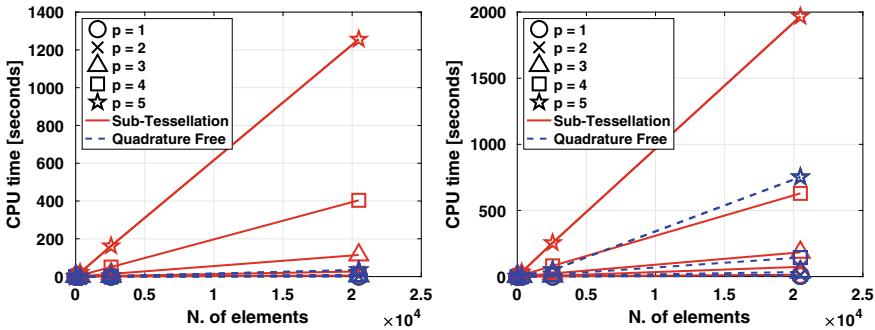 CPU time [seconds]
1400
1200
1000
800
600
400
200
0
p = 1
p = 2
p = 3
p = 4
p = 5
Sub-Tessellation
Quadrature Free
0 0.5 1 1.5 2 2.5
×10⁴
N. of elements
CPU time [seconds]
2000
1500
1000
500
0
p = 1
p = 2
p = 3
p = 4
p = 5
Sub-Tessellation
Quadrature Free
0 0.5 1 1.5 2 2.5
×10⁴
N. of elements